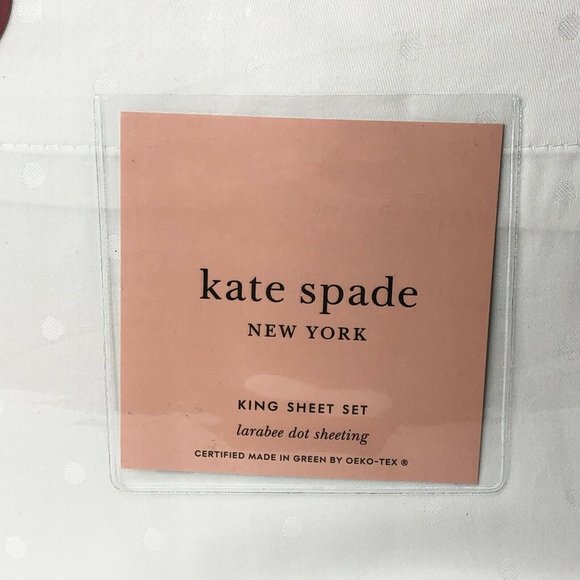 kate spade
NEW YORK
KING SHEET SET
larabee dot sheeting
CERTIFIED MADE IN GREEN BY OEKO-TEX ®